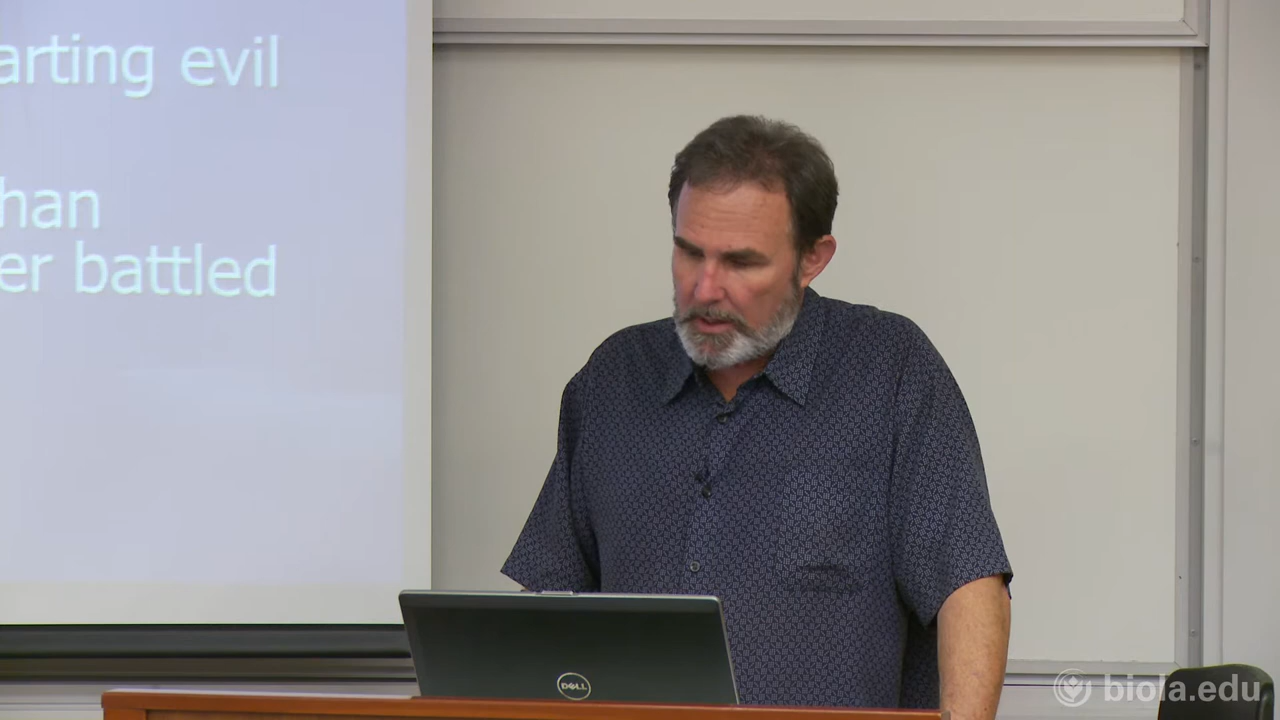 arting evil
han
er battled
DELL
biola.edu